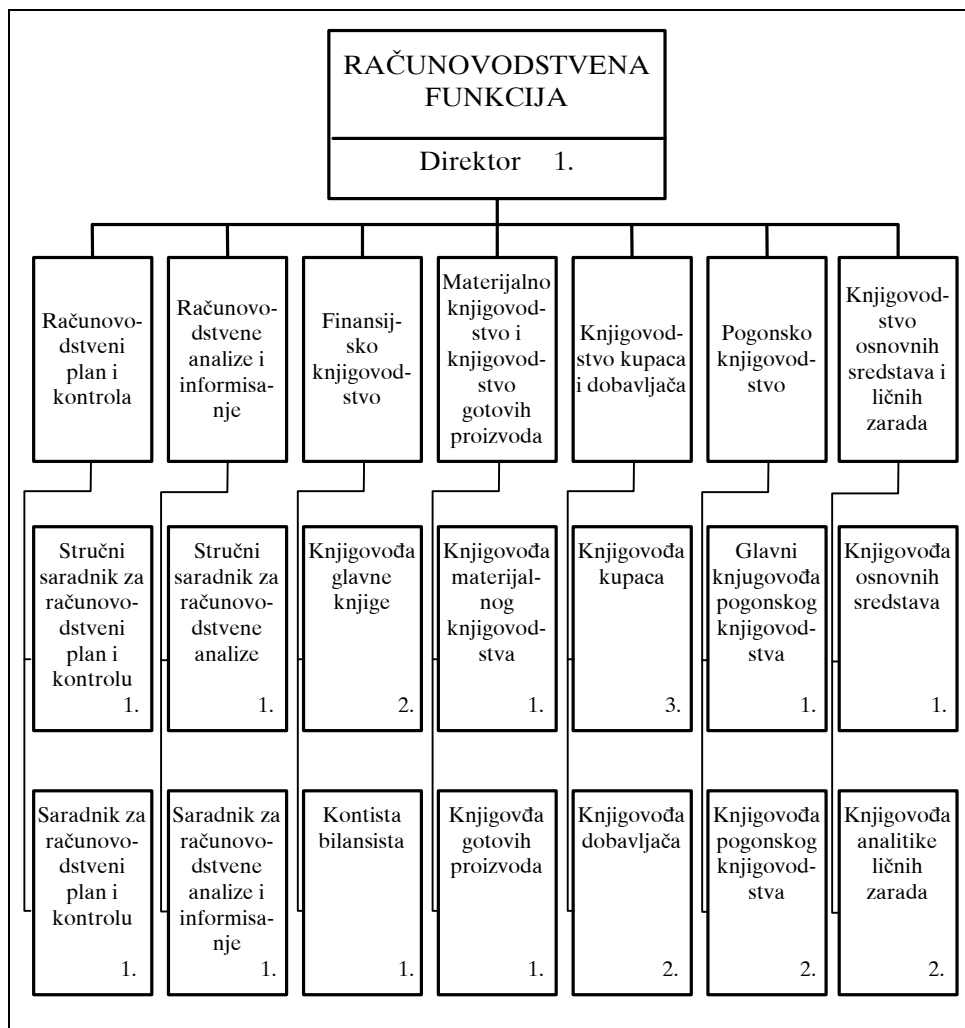 RAČUNOVODSTVENA
FUNKCIJA
Direktor 1.
Računovo-
dstveni
plan i
kontrola
Računovo-
dstvene
analize i
informisa-
nje
Finansij-
sko
knjigovod-
stvo
Materijalno
knjigovod-
stvo i
knjigovod-
stvo
gotovih
proizvoda
Knjigovod-
stvo kupaca
i dobavljača
Pogonsko
knjigovod-
stvo
Knjigovod-
stvo
osnovnih
sredstava i
ličnih
zarada
Stručni
saradnik za
računovo-
dstveni
plan i
kontrolu
1.
Stručni
saradnik za
računovo-
dstvene
analize
1.
Knjigovođa
glavne
knjige
2.
Knjigovođa
materijal-
nog
knjigovod-
stva
1.
Knjigovođa
kupaca
3.
Glavni
knjugovođa
pogonskog
knjigovod-
stva
1.
Knjigovođa
osnovnih
sredstava
1.
Saradnik za
računovo-
dstveni
plan i
kontrolu
1.
Saradnik za
računovo-
dstvene
analize i
informisa-
nje
1.
Kontista
bilansista
1.
Knjigovđa
gotovih
proizvoda
1.
Knjigovođa
dobavljača
2.
Knjigovođa
pogonskog
knjigovod-
stva
2.
Knjigovođa
analitike
ličnih
zarada
2.